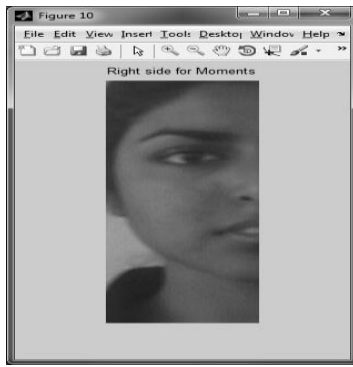 Figure 10
File Edit View Insert Tools Desktop Window Help
Right side for Moments